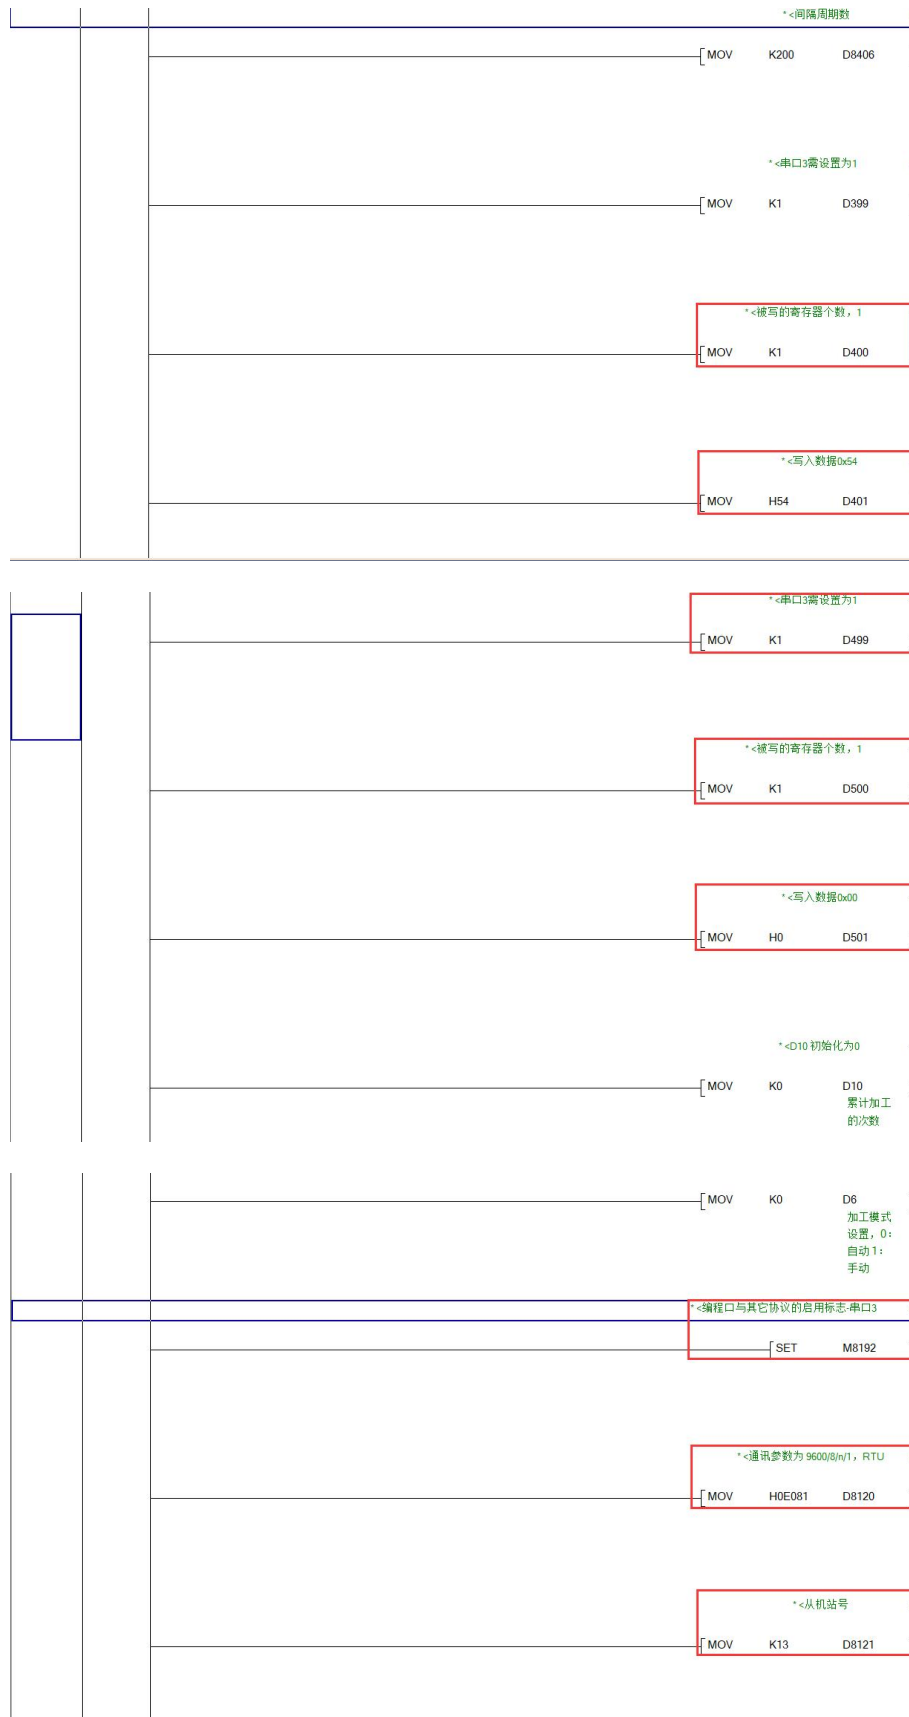 *<间隔周期数
MOV K200 D8406
*<串口3需设置为1
MOV K1 D399
*<被写的寄存器个数，1
MOV K1 D400
*<写入数据0x54
MOV H54 D401
*<串口3需设置为1
MOV K1 D499
*<被写的寄存器个数，1
MOV K1 D500
*<写入数据0x00
MOV H0 D501
*<D10 初始化为0
MOV K0 D10
累计加工
的次数
MOV K0 D6
加工模式
设置，0：
自动 1：
手动
*<编程口与其它协议的启用标志-串口3
SET M8192
*<通讯参数为 9600/8/n/1，RTU
MOV H0E081 D8120
*<从机站号
MOV K13 D8121